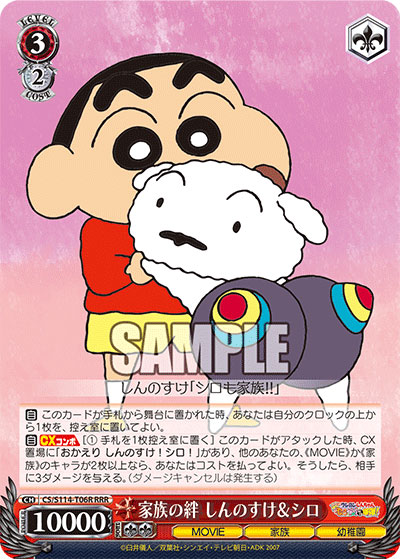 LEVEL
3
2
COST
SAMPLE
しんのすけ「シロも家族!!」
自 このカードが手札から舞台に置かれた時、あなたは自分のクロックの上
から1枚を、控え室に置いてよい。
自 CXコンボ [① 手札を1枚控え室に置く] このカードがアタックした時、CX
置場に「おかえり しんのすけ！シロ！」があり、他のあなたの、《MOVIE》か《家
族》のキャラが2枚以上なら、あなたはコストを払ってよい。そうしたら、相手
に3ダメージを与える。（ダメージキャンセルは発生する）
CH CS/S114-T06R RRR
10000
家族の絆 しんのすけ&シロ
MOVIE 家族 幼稚園
©臼井儀人／双葉社・シンエイ・テレビ朝日・ADK 2007